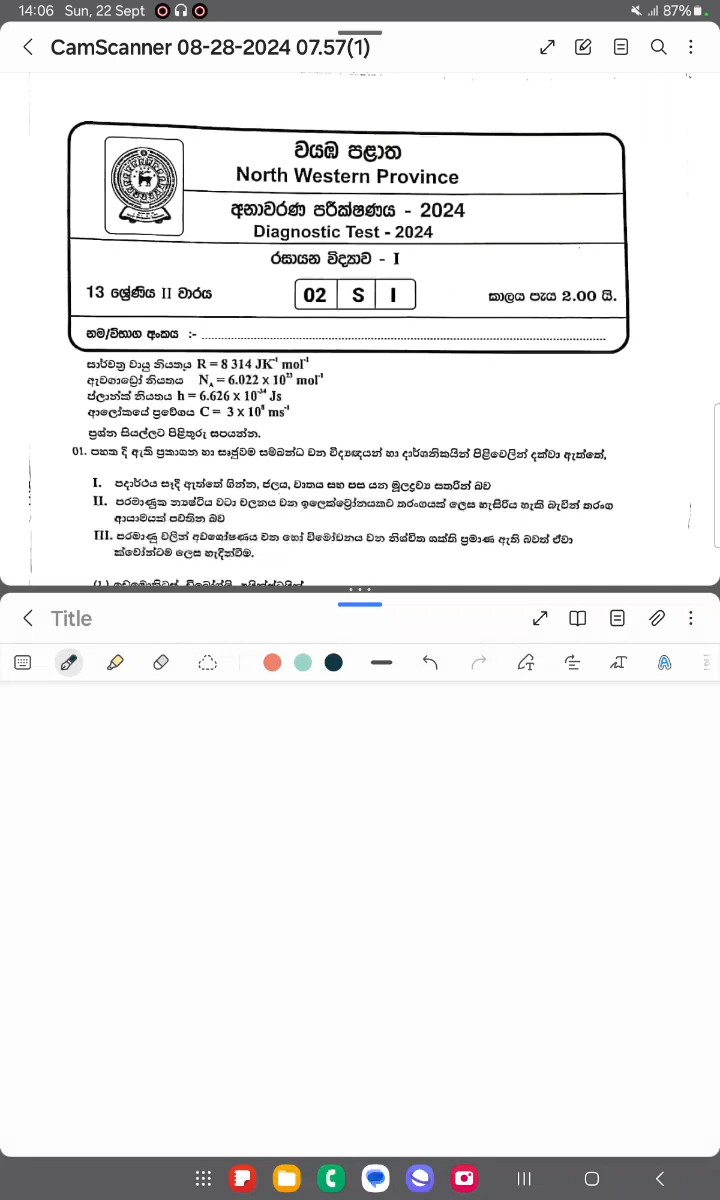 14:06 Sun, 22 Sept
87%
CamScanner 08-28-2024 07.57(1)
වයඹ පළාත
North Western Province
අනාවරණ පරීක්ෂණය - 2024
Diagnostic Test - 2024
රසායන විද්‍යාව - I
13 ශ්‍රේණිය II වාරය
02 S I
කාලය පැය 2.00 යි.
නම/විභාග අංකය :-
සාර්වත්‍ර වායු නියතය R = 8 314 JK⁻¹ mol⁻¹
ඇවගාඩ්‍රෝ නියතය N_A = 6.022 x 10²³ mol⁻¹
ප්ලාන්ක් නියතය h = 6.626 x 10⁻³⁴ Js
ආලෝකයේ ප්‍රවේගය C = 3 x 10⁸ ms⁻¹
ප්‍රශ්න සියල්ලට පිළිතුරු සපයන්න.
01. පහත දී ඇති ප්‍රකාශන හා සෘජුවම සම්බන්ධ වන විද්‍යඥයන් හා දාර්ශනිකයින් පිළිවෙලින් දක්වා ඇත්තේ,
I. පදාර්ථය සෑදී ඇත්තේ ගින්න, ජලය, වාතය සහ පස යන මූලද්‍රව්‍ය සතරින් බව
II. පරමාණුක න්‍යෂ්ටිය වටා චලනය වන ඉලෙක්ට්‍රෝනයකට තරංගයක් ලෙස හැසිරිය හැකි බැවින් තරංග
ආයාමයක් පවතින බව
III. පරමාණු වලින් අවශෝෂණය වන හෝ විමෝචනය වන නිශ්චිත ශක්ති ප්‍රමාණ ඇති බවත් ඒවා
ක්වෝන්ටම ලෙස හැඳින්වීම.
Title